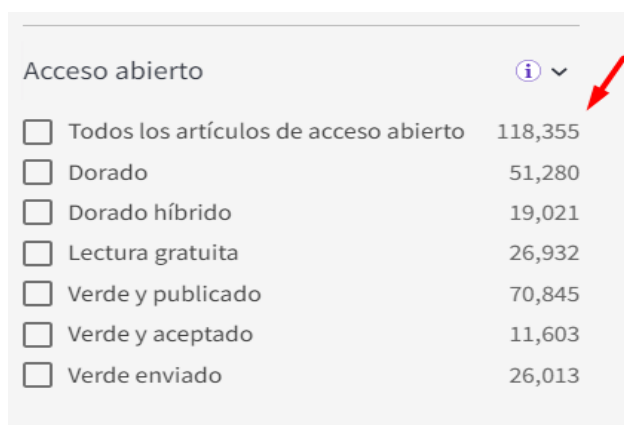 Acceso abierto
Todos los artículos de acceso abierto 118,355
Dorado 51,280
Dorado híbrido 19,021
Lectura gratuita 26,932
Verde y publicado 70,845
Verde y aceptado 11,603
Verde enviado 26,013